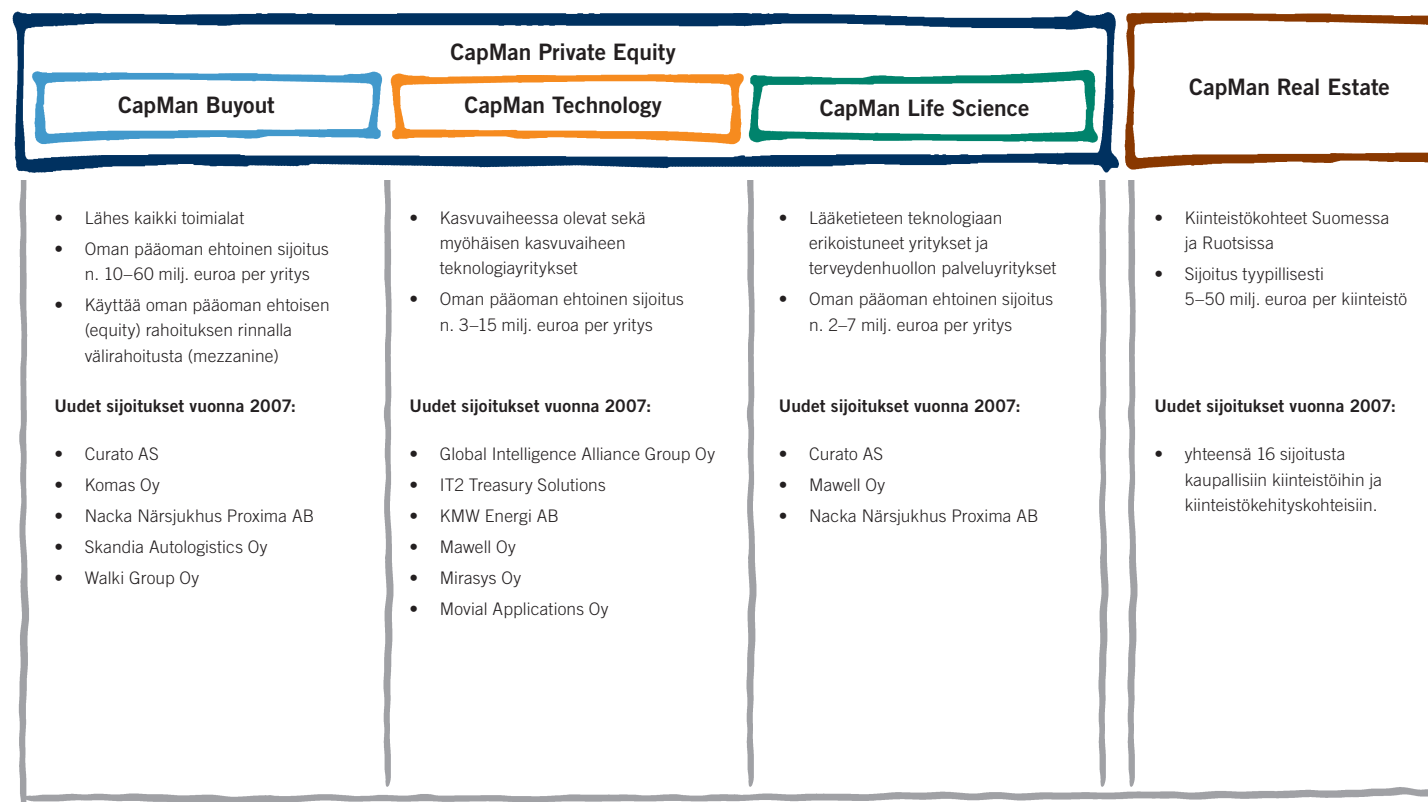 CapMan Private Equity
CapMan Buyout
CapMan Technology
CapMan Life Science
CapMan Real Estate
• Lähes kaikki toimialat
• Oman pääoman ehtoinen sijoitus
n. 10–60 milj. euroa per yritys
• Käyttää oman pääoman ehtoisen
(equity) rahoituksen rinnalla
välirahoitusta (mezzanine)
Uudet sijoitukset vuonna 2007:
• Curato AS
• Komas Oy
• Nacka Närsjukhus Proxima AB
• Skandia Autologistics Oy
• Walki Group Oy
• Kasvuvaiheessa olevat sekä
myöhäisen kasvuvaiheen
teknologiayritykset
• Oman pääoman ehtoinen sijoitus
n. 3–15 milj. euroa per yritys
Uudet sijoitukset vuonna 2007:
• Global Intelligence Alliance Group Oy
• IT2 Treasury Solutions
• KMW Energi AB
• Mawell Oy
• Mirasys Oy
• Movial Applications Oy
• Lääketieteen teknologiaan
erikoistuneet yritykset ja
terveydenhuollon palveluyritykset
• Oman pääoman ehtoinen sijoitus
n. 2–7 milj. euroa per yritys
Uudet sijoitukset vuonna 2007:
• Curato AS
• Mawell Oy
• Nacka Närsjukhus Proxima AB
• Kiinteistökohteet Suomessa
ja Ruotsissa
• Sijoitus tyypillisesti
5–50 milj. euroa per kiinteistö
Uudet sijoitukset vuonna 2007:
• yhteensä 16 sijoitusta
kaupallisiin kiinteistöihin ja
kiinteistökehityskohteisiin.